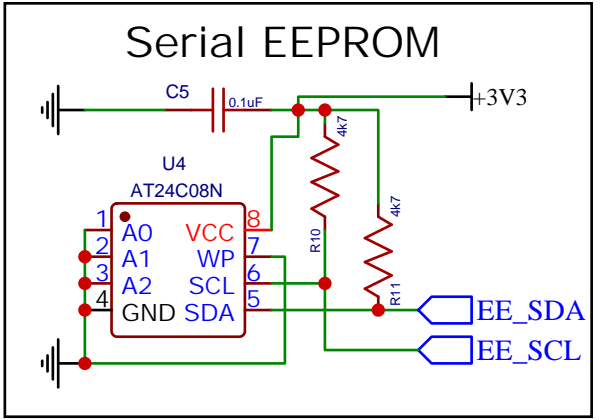 Serial EEPROM
C5
0.1uF
4k7
+3V3
U4
AT24C08N
4k7
1 A0 VCC 8
2 A1 WP 7
R10
3 A2 SCL 6
R11
4 GND SDA 5
EE_SDA
EE_SCL